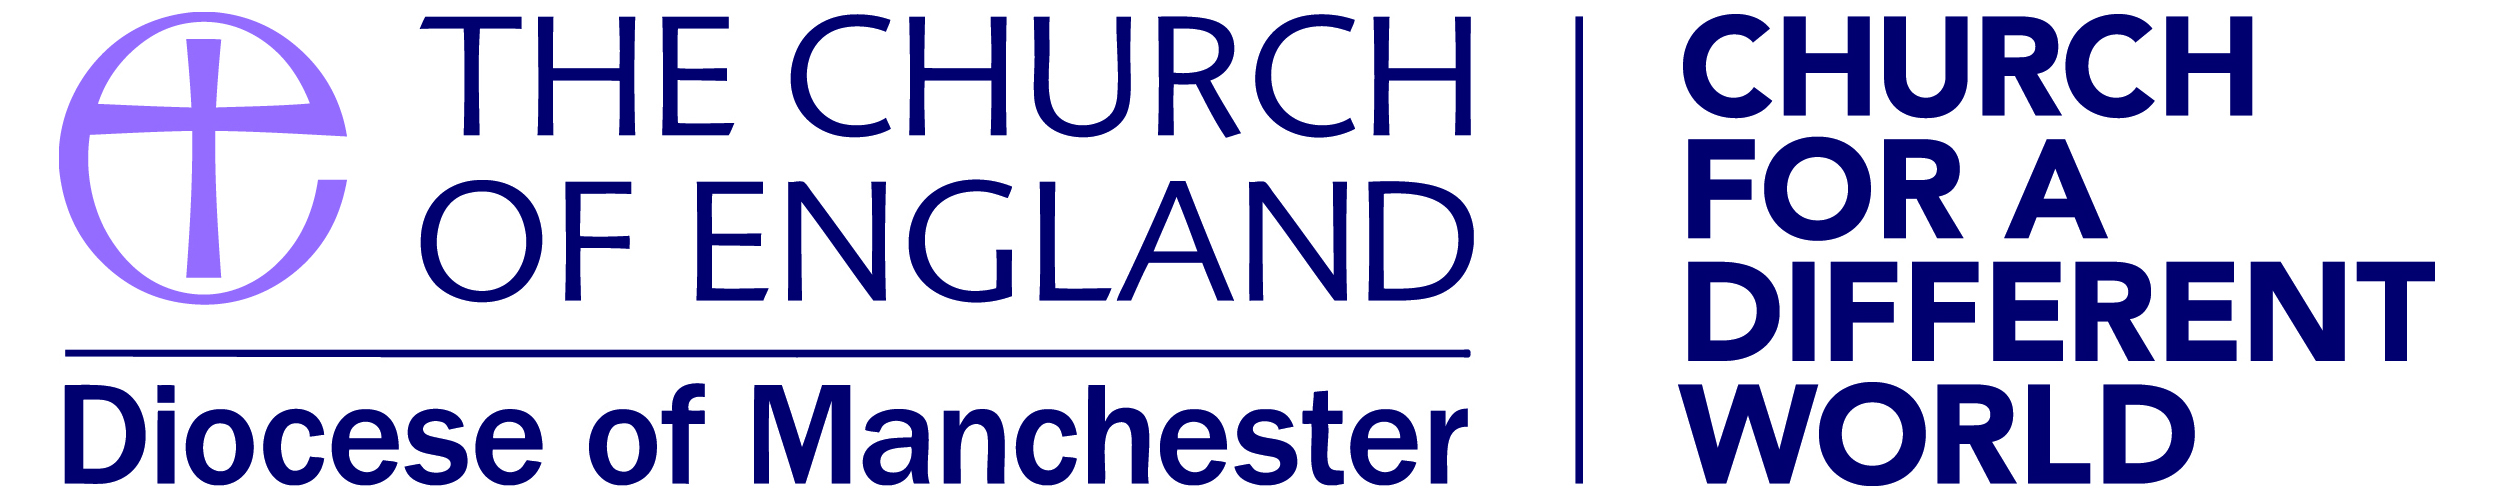 THE CHURCH
OF ENGLAND
Diocese of Manchester
CHURCH
FOR A
DIFFERENT
WORLD